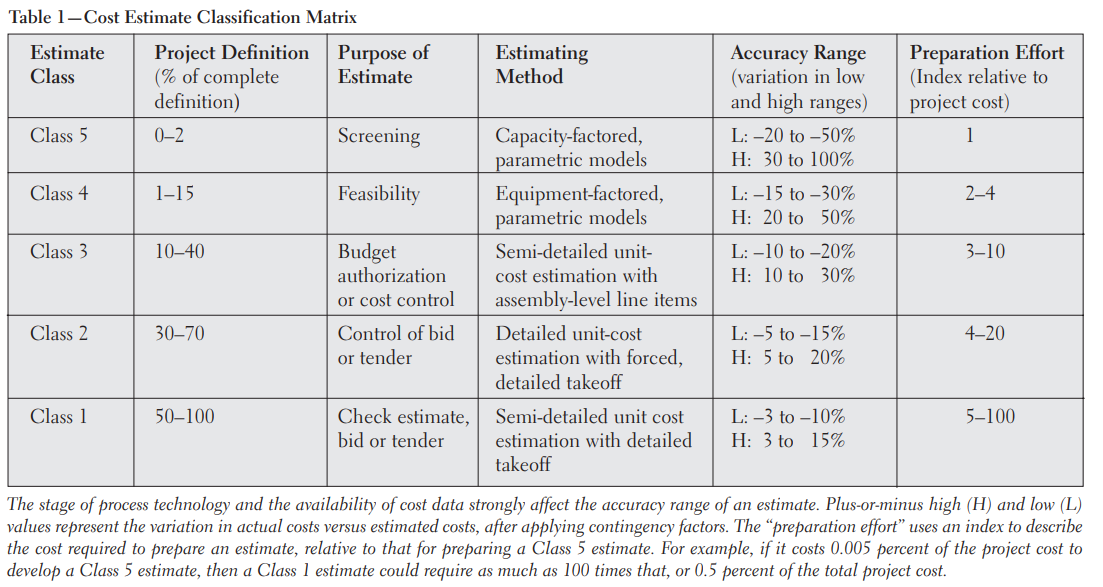 Table 1—Cost Estimate Classification Matrix
Estimate Class
Project Definition (% of complete definition)
Purpose of Estimate
Estimating Method
Accuracy Range (variation in low and high ranges)
Preparation Effort (Index relative to project cost)
Class 5
0–2
Screening
Capacity-factored, parametric models
L: –20 to –50%
H: 30 to 100%
1
Class 4
1–15
Feasibility
Equipment-factored, parametric models
L: –15 to –30%
H: 20 to 50%
2–4
Class 3
10–40
Budget authorization or cost control
Semi-detailed unit-cost estimation with assembly-level line items
L: –10 to –20%
H: 10 to 30%
3–10
Class 2
30–70
Control of bid or tender
Detailed unit-cost estimation with forced, detailed takeoff
L: –5 to –15%
H: 5 to 20%
4–20
Class 1
50–100
Check estimate, bid or tender
Semi-detailed unit cost estimation with detailed takeoff
L: –3 to –10%
H: 3 to 15%
5–100
The stage of process technology and the availability of cost data strongly affect the accuracy range of an estimate. Plus-or-minus high (H) and low (L)
values represent the variation in actual costs versus estimated costs, after applying contingency factors. The “preparation effort” uses an index to describe
the cost required to prepare an estimate, relative to that for preparing a Class 5 estimate. For example, if it costs 0.005 percent of the project cost to
develop a Class 5 estimate, then a Class 1 estimate could require as much as 100 times that, or 0.5 percent of the total project cost.